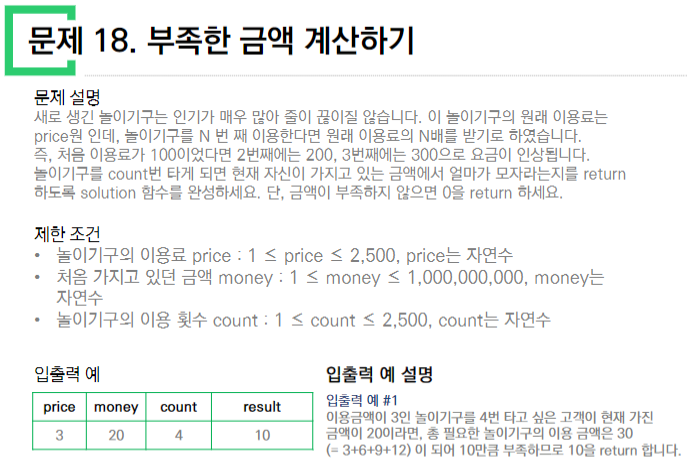 문제 18. 부족한 금액 계산하기
문제 설명
새로 생긴 놀이기구는 인기가 매우 많아 줄이 끊이질 않습니다. 이 놀이기구의 원래 이용료는
price원 인데, 놀이기구를 N 번 째 이용한다면 원래 이용료의 N배를 받기로 하였습니다.
즉, 처음 이용료가 100이었다면 2번째에는 200, 3번째에는 300으로 요금이 인상됩니다.
놀이기구를 count번 타게 되면 현재 자신이 가지고 있는 금액에서 얼마가 모자라는지를 return
하도록 solution 함수를 완성하세요. 단, 금액이 부족하지 않으면 0을 return 하세요.
제한 조건
• 놀이기구의 이용료 price : 1 ≤ price ≤ 2,500, price는 자연수
• 처음 가지고 있던 금액 money : 1 ≤ money ≤ 1,000,000,000, money는
자연수
• 놀이기구의 이용 횟수 count : 1 ≤ count ≤ 2,500, count는 자연수
입출력 예
price money count result
3 20 4 10
입출력 예 설명
입출력 예 #1
이용금액이 3인 놀이기구를 4번 타고 싶은 고객이 현재 가진
금액이 20이라면, 총 필요한 놀이기구의 이용 금액은 30
(= 3+6+9+12) 이 되어 10만큼 부족하므로 10을 return 합니다.